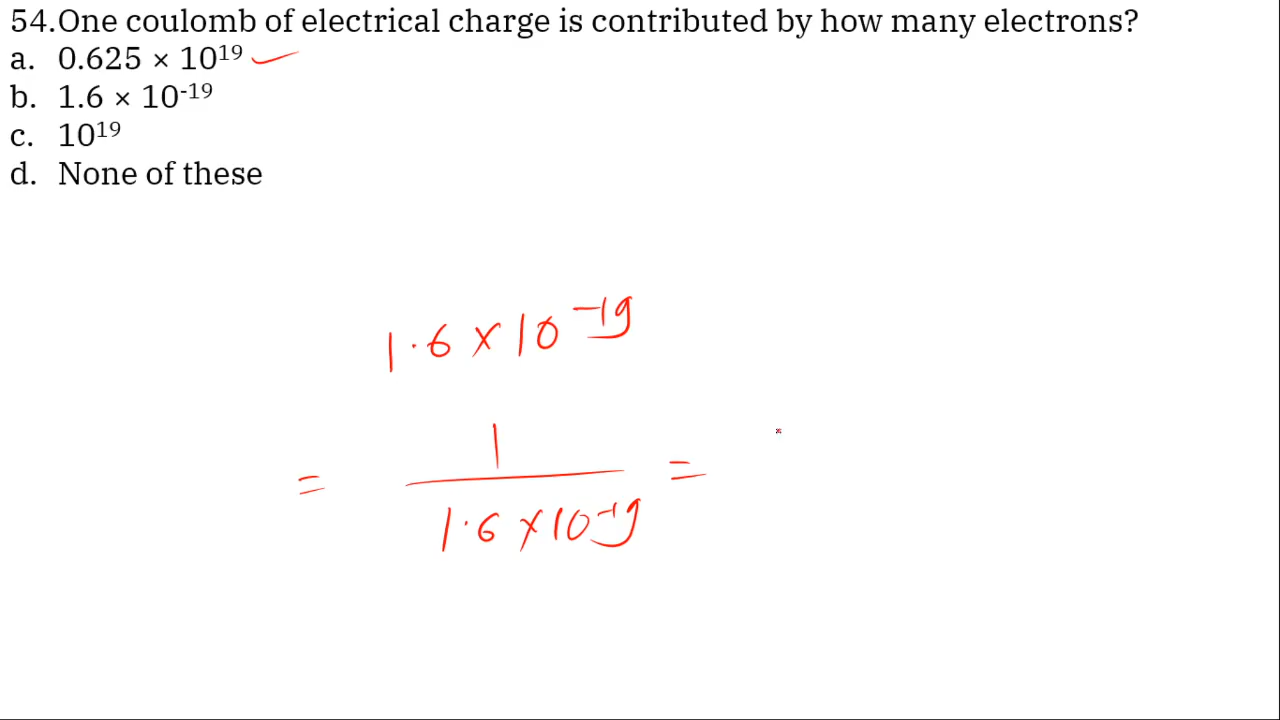 54.One coulomb of electrical charge is contributed by how many electrons?
a. 0.625 × 10¹⁹
b. 1.6 × 10⁻¹⁹
c. 10¹⁹
d. None of these
1.6 × 10⁻¹⁹
1
= =
1.6 × 10⁻¹⁹